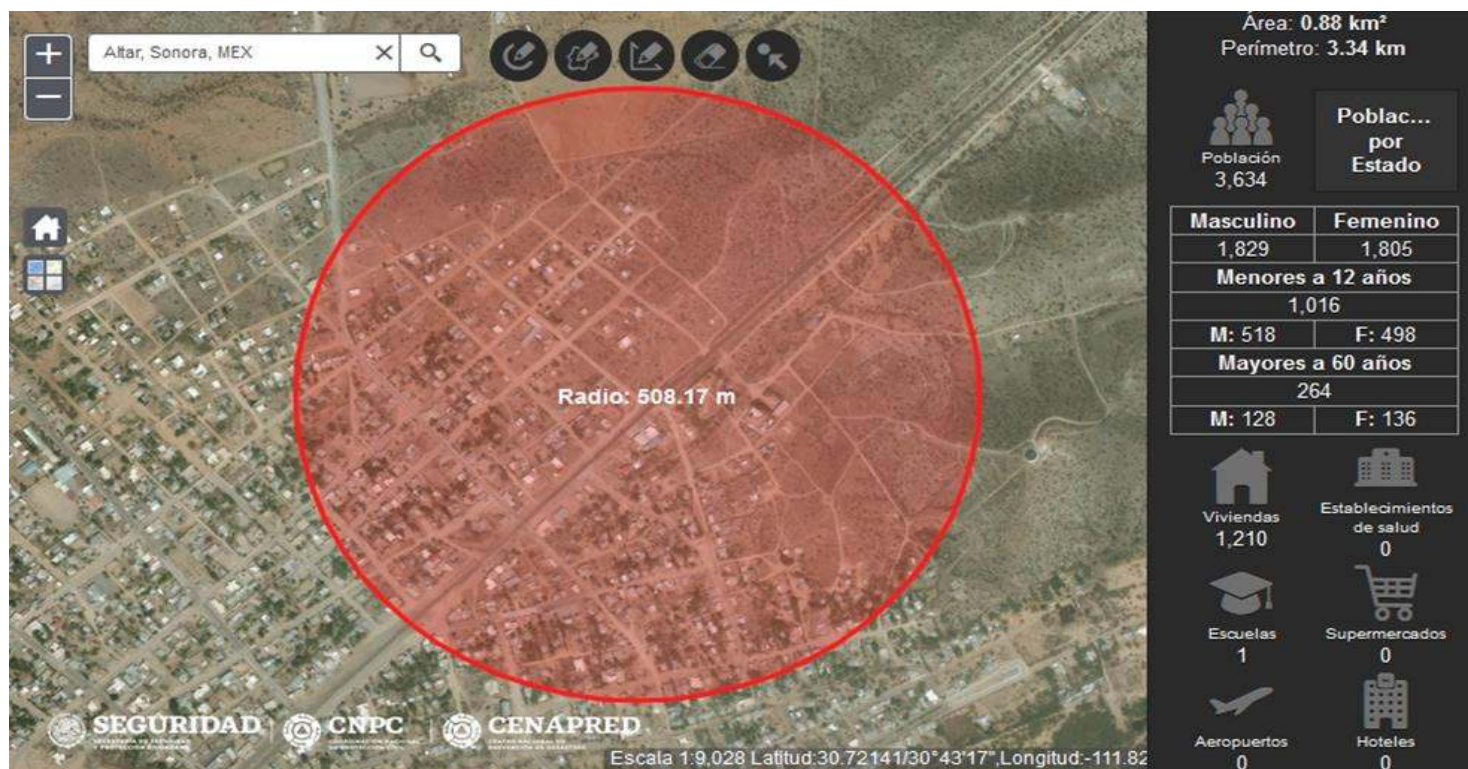 +
−
Altar, Sonora, MEX
Área: 0.88 km²
Perímetro: 3.34 km
Población
3,634
Poblac...
por
Estado
Masculino Femenino
1,829 1,805
Menores a 12 años
1,016
M: 518 F: 498
Mayores a 60 años
264
M: 128 F: 136
Viviendas
1,210
Establecimientos
de salud
0
Escuelas
1
Supermercados
0
Aeropuertos
0
Hoteles
0
Radio: 508.17 m
SEGURIDAD
CNPC
CENAPRED
Escala 1:9,028 Latitud:30.72141/30°43'17",Longitud:-111.82